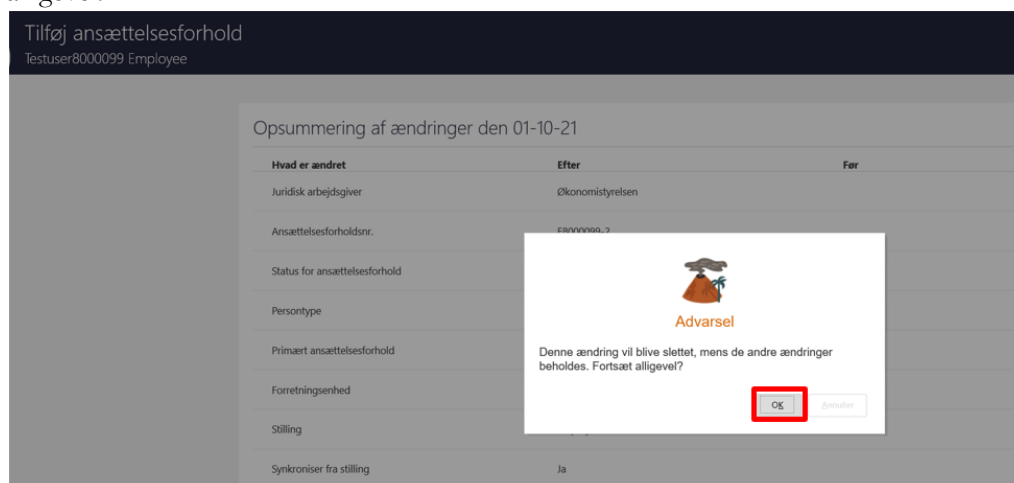 Tilføj ansættelsesforhold
Testuser8000099 Employee
Opsummering af ændringer den 01-10-21
Hvad er ændret Efter Før
Juridisk arbejdsgiver Økonomistyrelsen
Ansættelsesforholdsnr. E8000099-2
Status for ansættelsesforhold
Persontype
Advarsel
Primært ansættelsesforhold
Denne ændring vil blive slettet, mens de andre ændringer
beholdes. Fortsæt alligevel?
Forretningsenhed
OK Annuller
Stilling
Synkroniser fra stilling Ja